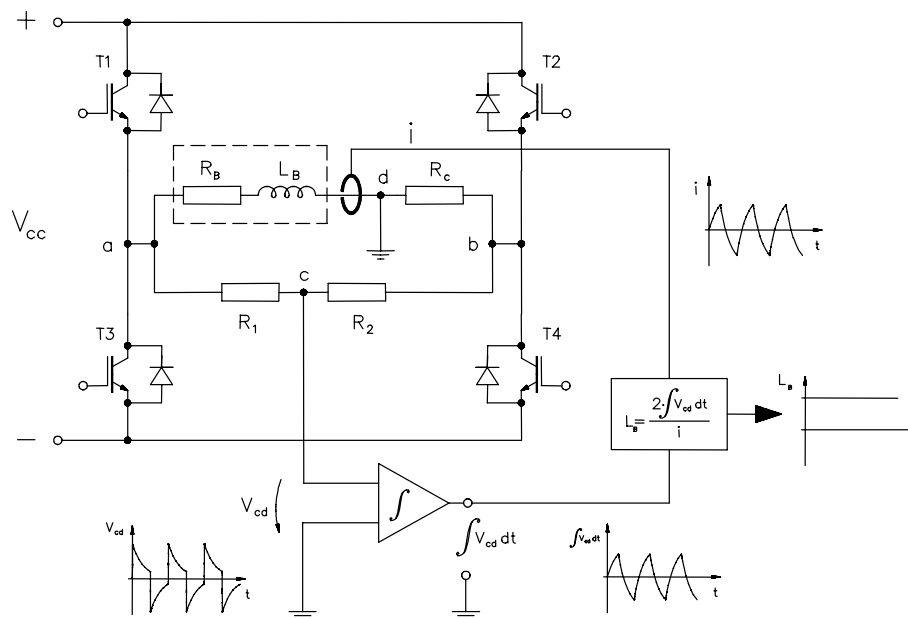 +
T1
T2
i
R_B L_B d R_c
V_cc
a
b
c
R_1 R_2
T3
T4
−
i
t
L_B = 2·∫V_cd dt / i
L_B
V_cd
∫
∫V_cd dt
V_cd
t
∫V_cd dt
t